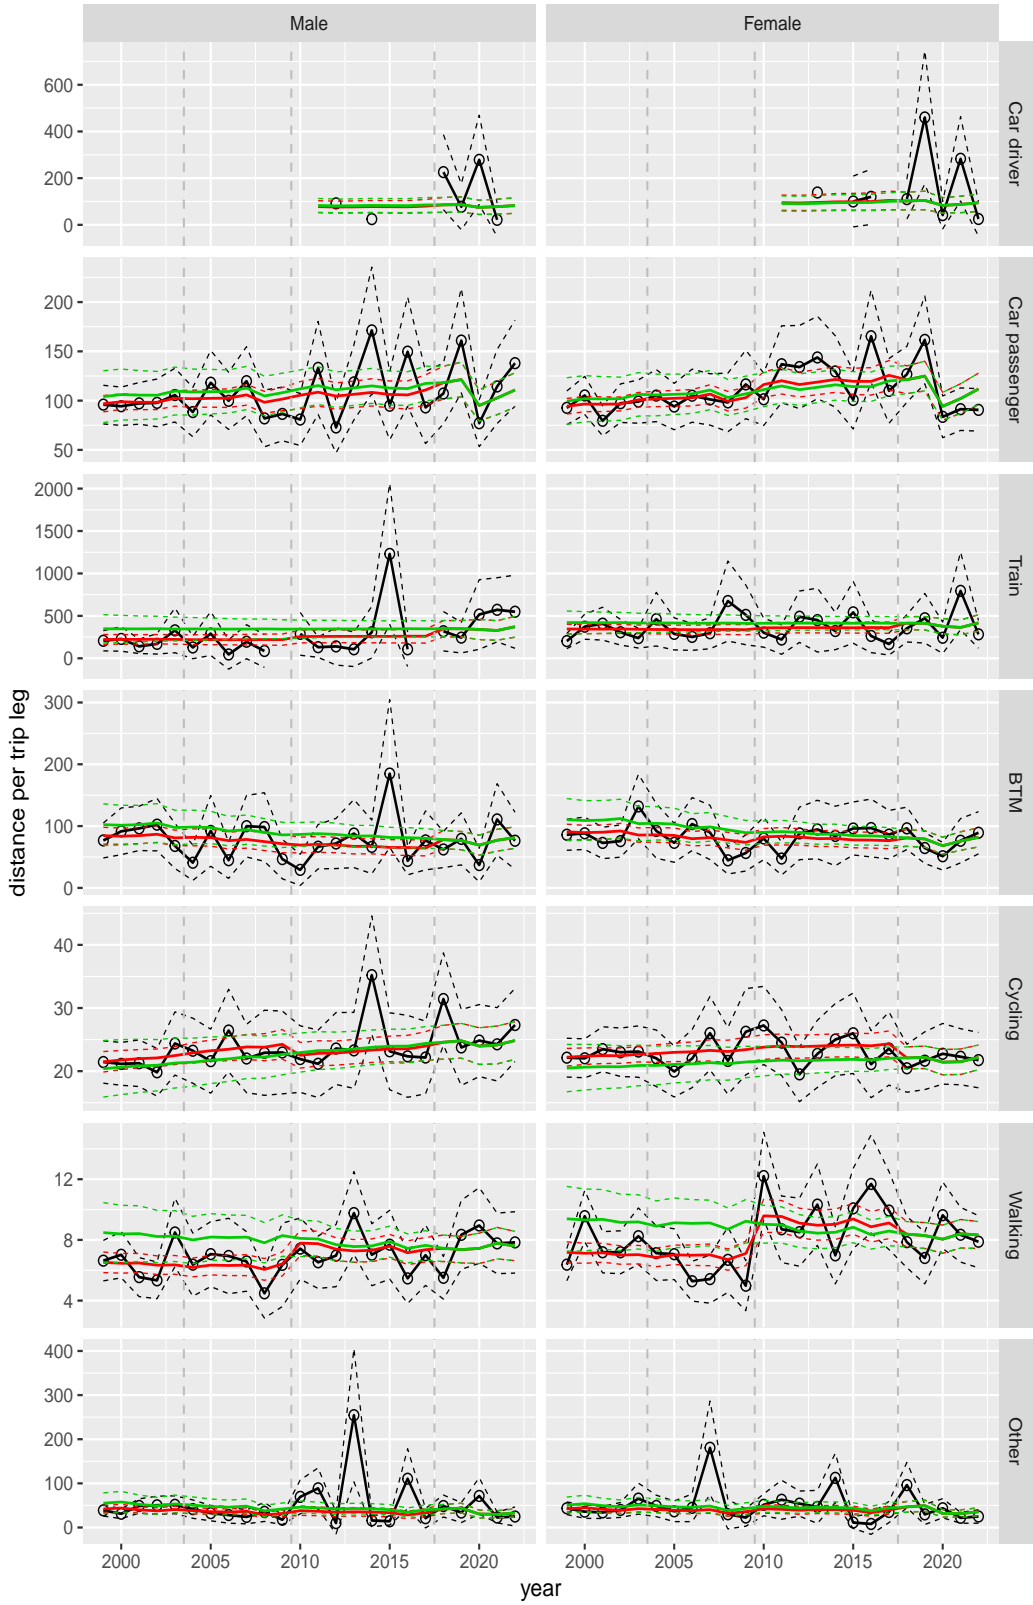 Male Female
600
400
200
0
Car driver
200
150
100
50
Car passenger
2000
1500
1000
500
0
Train
300
200
100
0
BTM
40
30
20
Cycling
12
8
4
Walking
400
300
200
100
0
Other
distance per trip leg
2000 2005 2010 2015 2020 2000 2005 2010 2015 2020
year